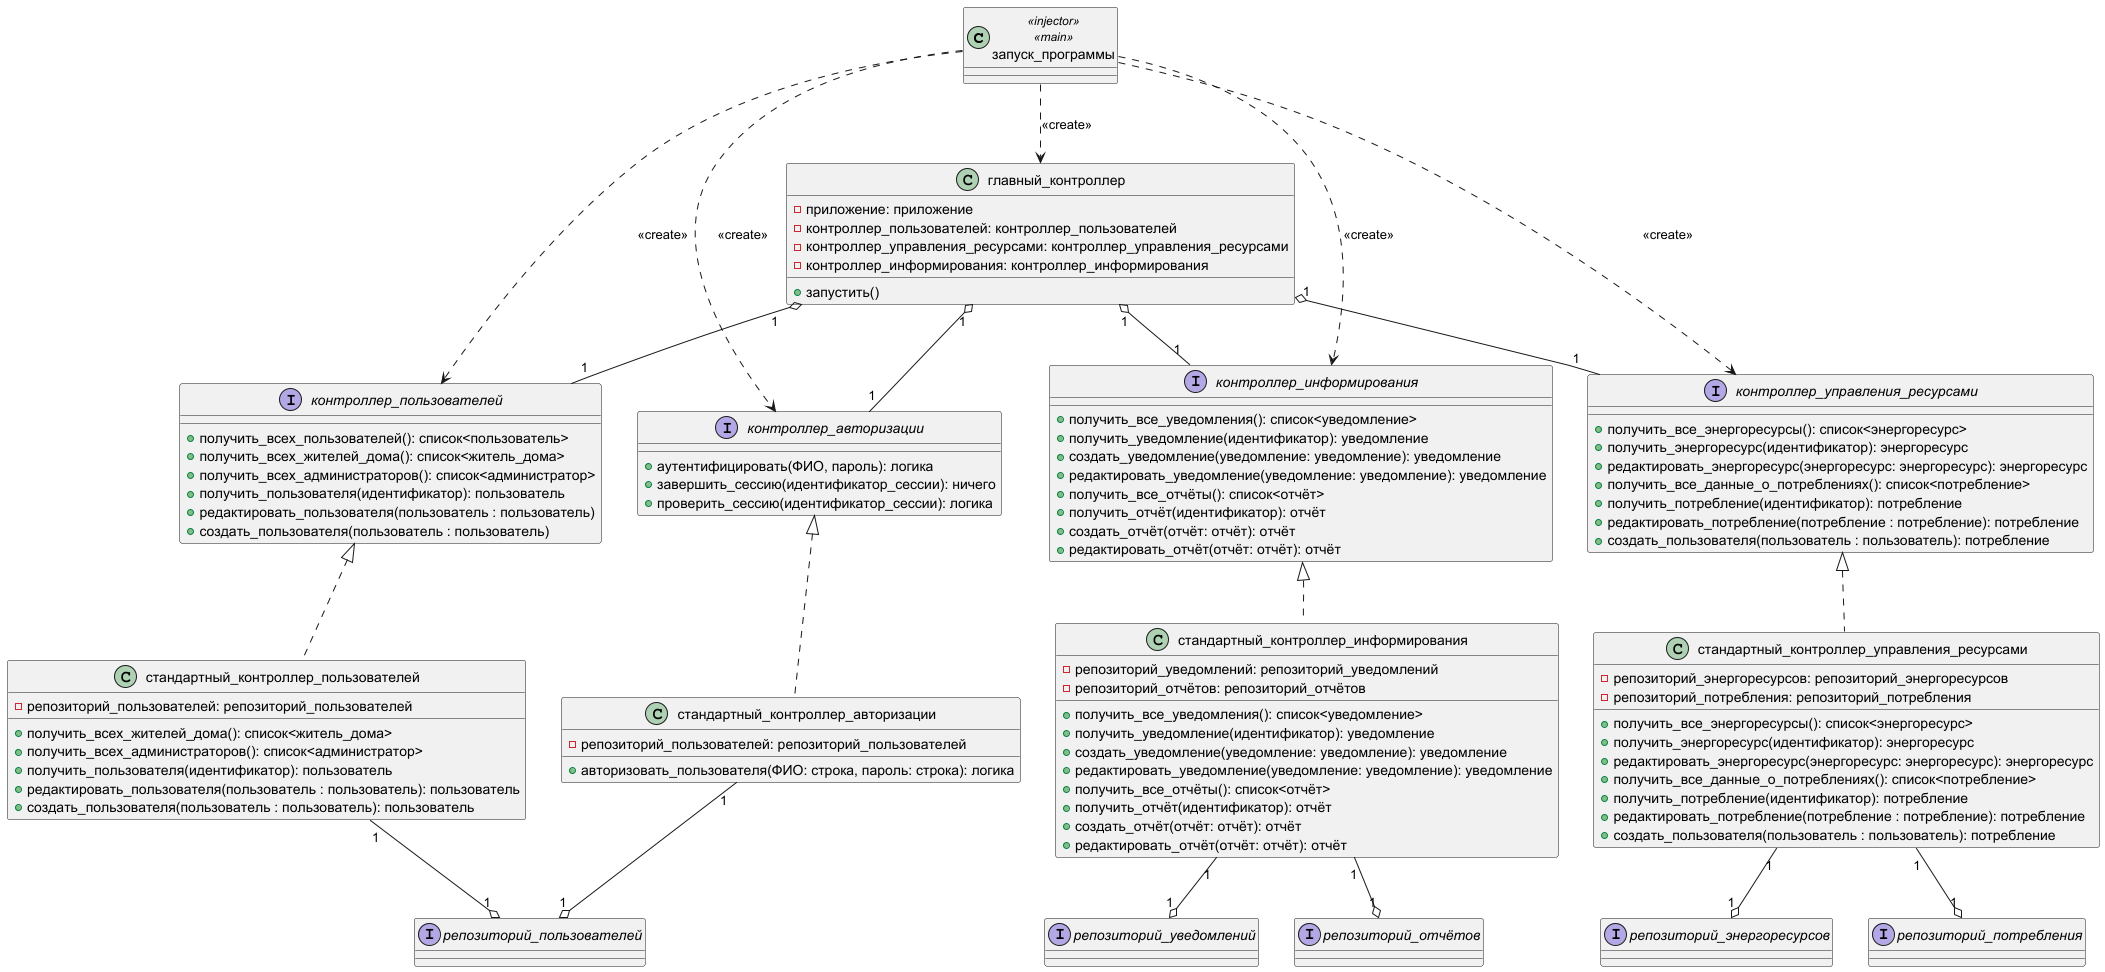 «injector»
«main»
C запуск_программы
«create»
«create»
«create»
«create»
«create»
C главный_контроллер
приложение: приложение
контроллер_пользователей: контроллер_пользователей
контроллер_управления_ресурсами: контроллер_управления_ресурсами
контроллер_информирования: контроллер_информирования
запустить()
1
1
1
1
1
1
1
1
I контроллер_пользователей
получить_всех_пользователей(): список<пользователь>
получить_всех_жителей_дома(): список<житель_дома>
получить_всех_администраторов(): список<администратор>
получить_пользователя(идентификатор): пользователь
редактировать_пользователя(пользователь : пользователь)
создать_пользователя(пользователь : пользователь)
I контроллер_авторизации
аутентифицировать(ФИО, пароль): логика
завершить_сессию(идентификатор_сессии): ничего
проверить_сессию(идентификатор_сессии): логика
I контроллер_информирования
получить_все_уведомления(): список<уведомление>
получить_уведомление(идентификатор): уведомление
создать_уведомление(уведомление: уведомление): уведомление
редактировать_уведомление(уведомление: уведомление): уведомление
получить_все_отчёты(): список<отчёт>
получить_отчёт(идентификатор): отчёт
создать_отчёт(отчёт: отчёт): отчёт
редактировать_отчёт(отчёт: отчёт): отчёт
I контроллер_управления_ресурсами
получить_все_энергоресурсы(): список<энергоресурс>
получить_энергоресурс(идентификатор): энергоресурс
редактировать_энергоресурс(энергоресурс: энергоресурс): энергоресурс
получить_все_данные_о_потреблениях(): список<потребление>
получить_потребление(идентификатор): потребление
редактировать_потребление(потребление : потребление): потребление
создать_пользователя(пользователь : пользователь): потребление
C стандартный_контроллер_пользователей
репозиторий_пользователей: репозиторий_пользователей
получить_всех_жителей_дома(): список<житель_дома>
получить_всех_администраторов(): список<администратор>
получить_пользователя(идентификатор): пользователь
редактировать_пользователя(пользователь : пользователь): пользователь
создать_пользователя(пользователь : пользователь): пользователь
C стандартный_контроллер_авторизации
репозиторий_пользователей: репозиторий_пользователей
авторизовать_пользователя(ФИО: строка, пароль: строка): логика
C стандартный_контроллер_информирования
репозиторий_уведомлений: репозиторий_уведомлений
репозиторий_отчётов: репозиторий_отчётов
получить_все_уведомления(): список<уведомление>
получить_уведомление(идентификатор): уведомление
создать_уведомление(уведомление: уведомление): уведомление
редактировать_уведомление(уведомление: уведомление): уведомление
получить_все_отчёты(): список<отчёт>
получить_отчёт(идентификатор): отчёт
создать_отчёт(отчёт: отчёт): отчёт
редактировать_отчёт(отчёт: отчёт): отчёт
C стандартный_контроллер_управления_ресурсами
репозиторий_энергоресурсов: репозиторий_энергоресурсов
репозиторий_потребления: репозиторий_потребления
получить_все_энергоресурсы(): список<энергоресурс>
получить_энергоресурс(идентификатор): энергоресурс
редактировать_энергоресурс(энергоресурс: энергоресурс): энергоресурс
получить_все_данные_о_потреблениях(): список<потребление>
получить_потребление(идентификатор): потребление
редактировать_потребление(потребление : потребление): потребление
создать_пользователя(пользователь : пользователь): потребление
1
1
1
1
1
1
1
1
1
1
1
1
I репозиторий_пользователей
I репозиторий_уведомлений
I репозиторий_отчётов
I репозиторий_энергоресурсов
I репозиторий_потребления